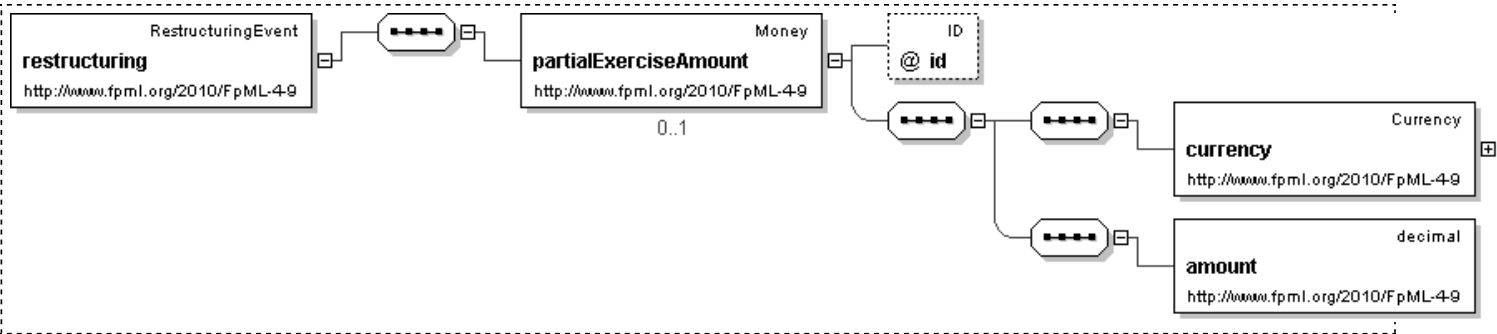 RestructuringEvent
restructuring
http://www.fpml.org/2010/FpML-4-9
Money
partialExerciseAmount
http://www.fpml.org/2010/FpML-4-9
0..1
ID
@ id
Currency
currency
http://www.fpml.org/2010/FpML-4-9
decimal
amount
http://www.fpml.org/2010/FpML-4-9